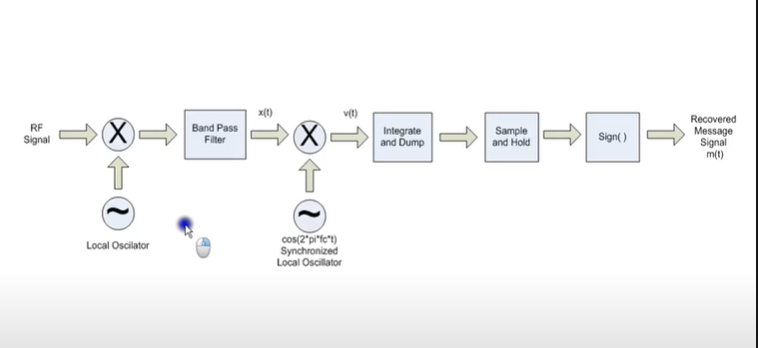 RF
Signal
X
Local Oscilator
Band Pass
Filter
x(t)
X
cos(2*pi*fc*t)
Synchronized
Local Oscillator
v(t)
Integrate
and Dump
Sample
and Hold
Sign( )
Recovered
Message
Signal
m(t)